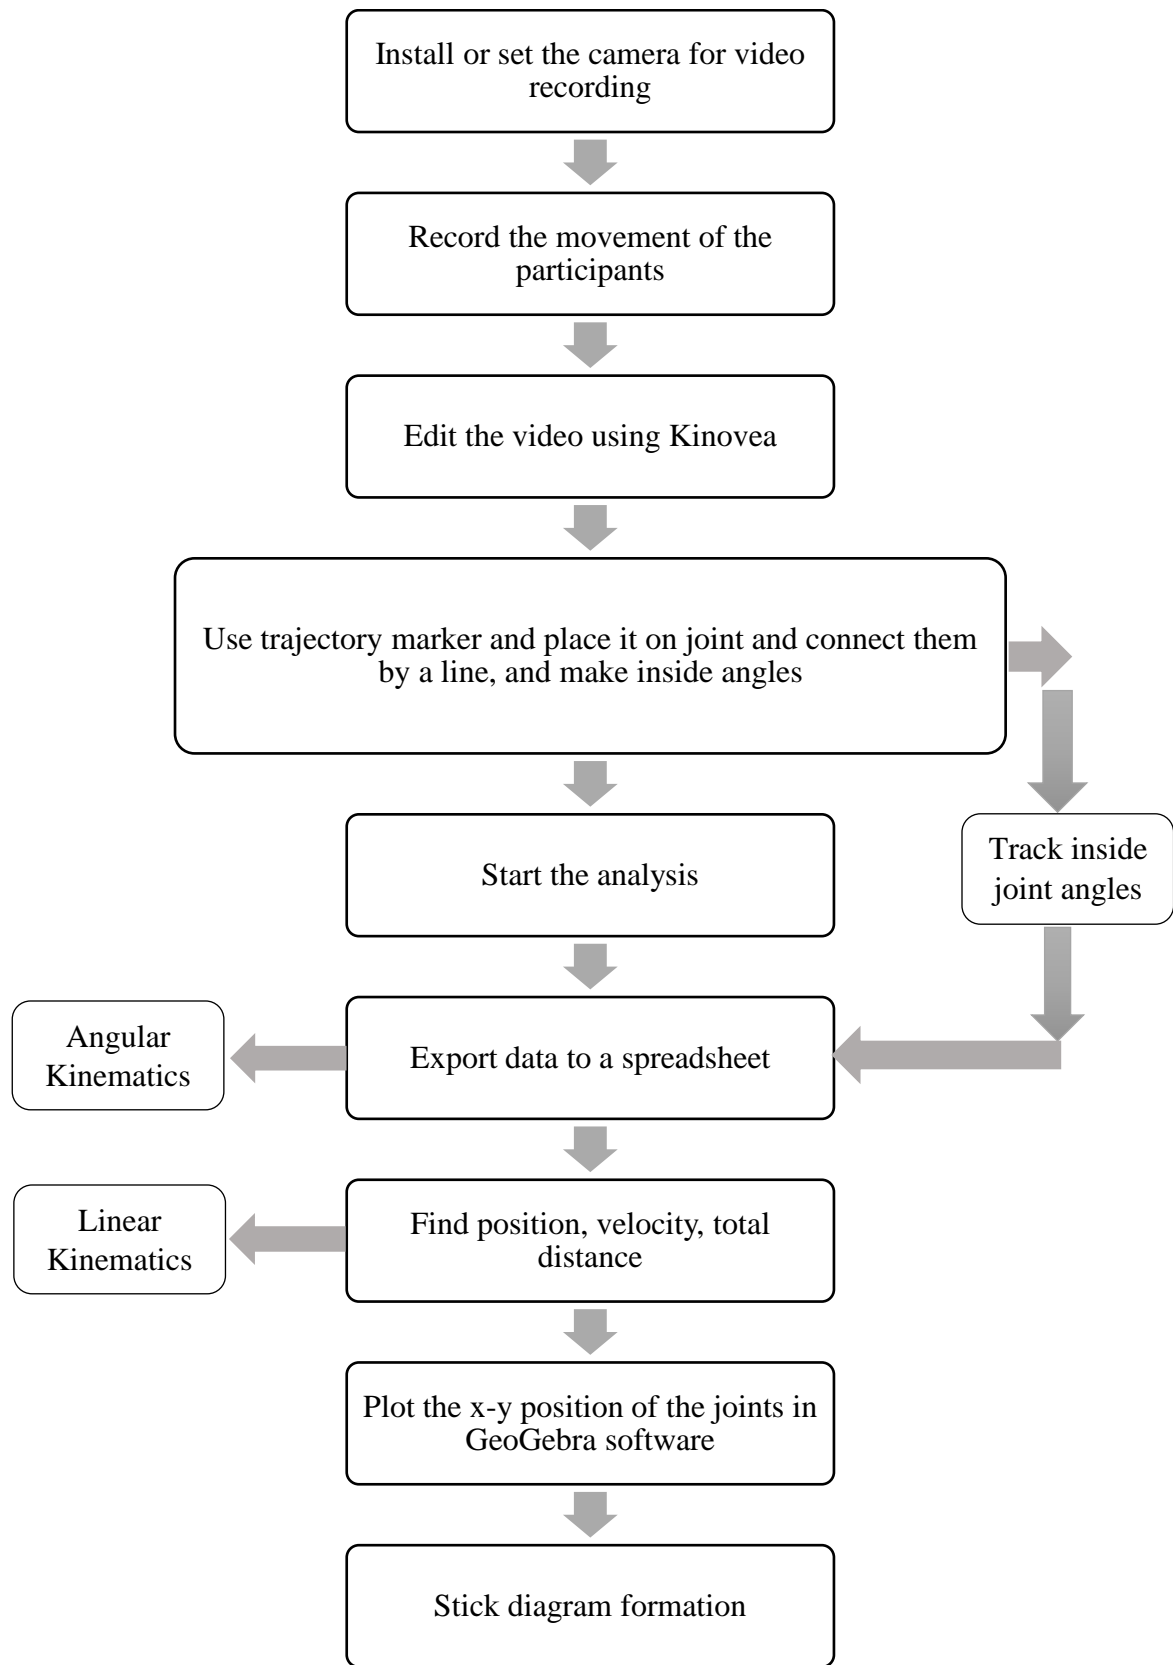 Install or set the camera for video
recording
Record the movement of the
participants
Edit the video using Kinovea
Use trajectory marker and place it on joint and connect them
by a line, and make inside angles
Start the analysis
Track inside
joint angles
Angular
Kinematics
Export data to a spreadsheet
Linear
Kinematics
Find position, velocity, total
distance
Plot the x-y position of the joints in
GeoGebra software
Stick diagram formation